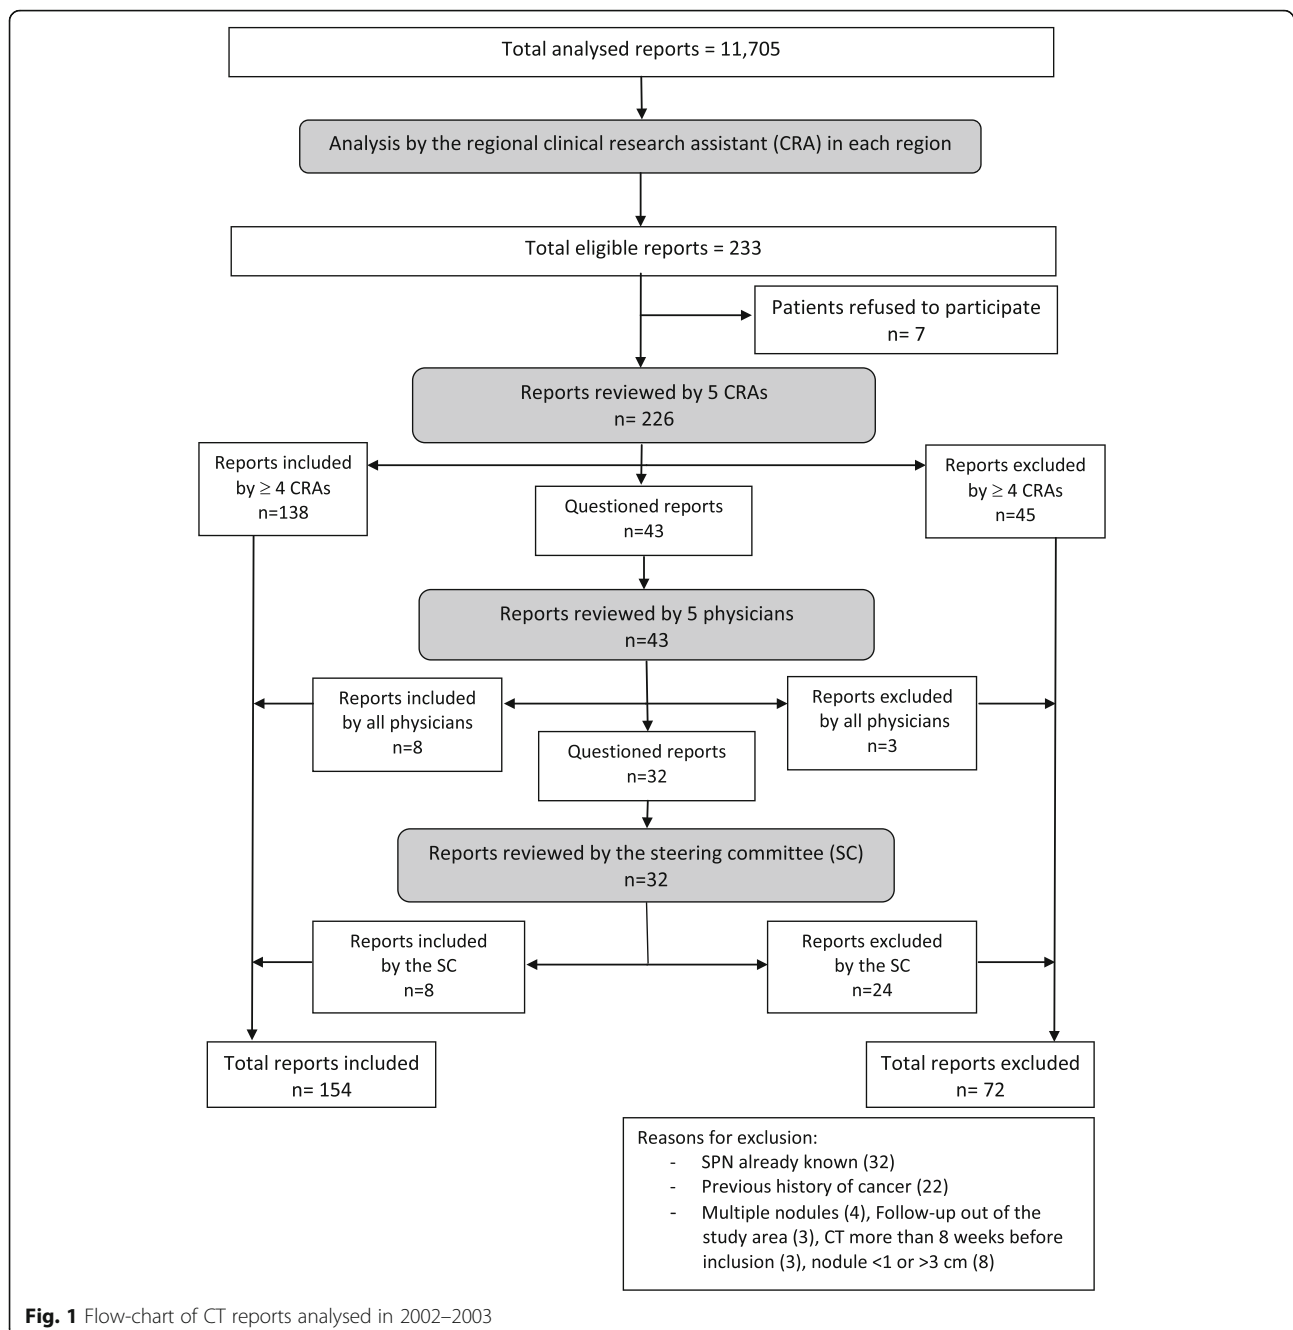 Total analysed reports = 11,705
Analysis by the regional clinical research assistant (CRA) in each region
Total eligible reports = 233
Patients refused to participate
n= 7
Reports reviewed by 5 CRAs
n= 226
Reports included
by ≥ 4 CRAs
n=138
Questioned reports
n=43
Reports excluded
by ≥ 4 CRAs
n=45
Reports reviewed by 5 physicians
n=43
Reports included
by all physicians
n=8
Questioned reports
n=32
Reports excluded
by all physicians
n=3
Reports reviewed by the steering committee (SC)
n=32
Reports included
by the SC
n=8
Reports excluded
by the SC
n=24
Total reports included
n= 154
Total reports excluded
n= 72
Reasons for exclusion:
- SPN already known (32)
- Previous history of cancer (22)
- Multiple nodules (4), Follow-up out of the
study area (3), CT more than 8 weeks before
inclusion (3), nodule <1 or >3 cm (8)
Fig. 1 Flow-chart of CT reports analysed in 2002–2003